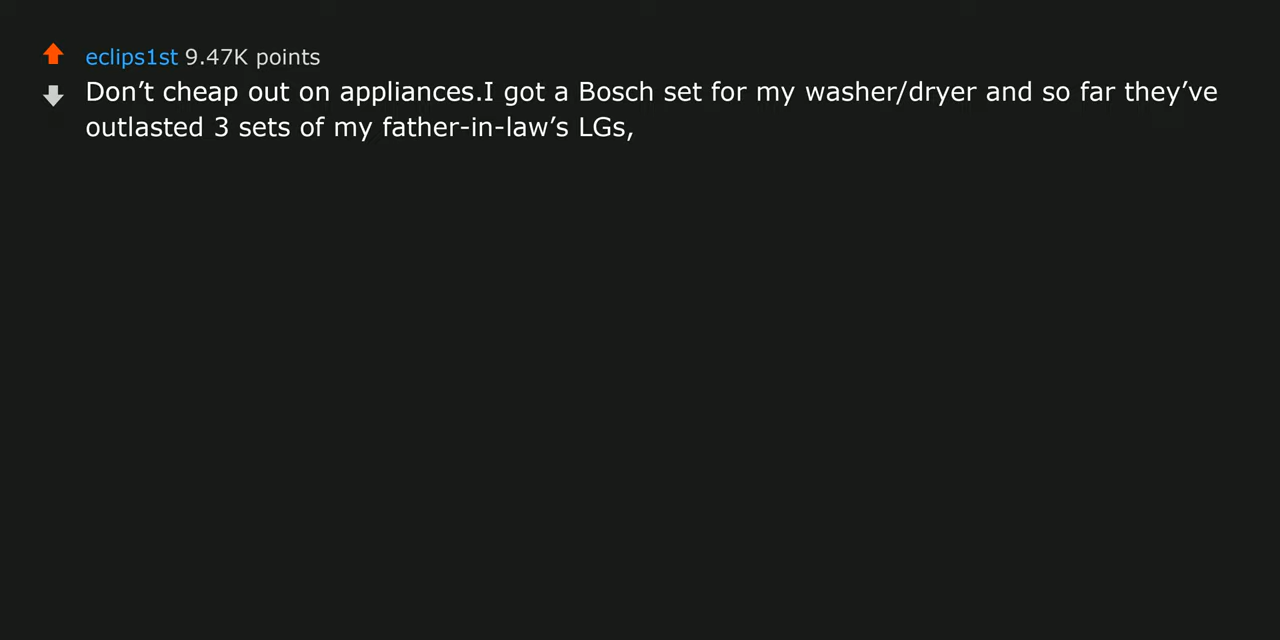 eclips1st 9.47K points
Don’t cheap out on appliances.I got a Bosch set for my washer/dryer and so far they’ve
outlasted 3 sets of my father-in-law’s LGs,